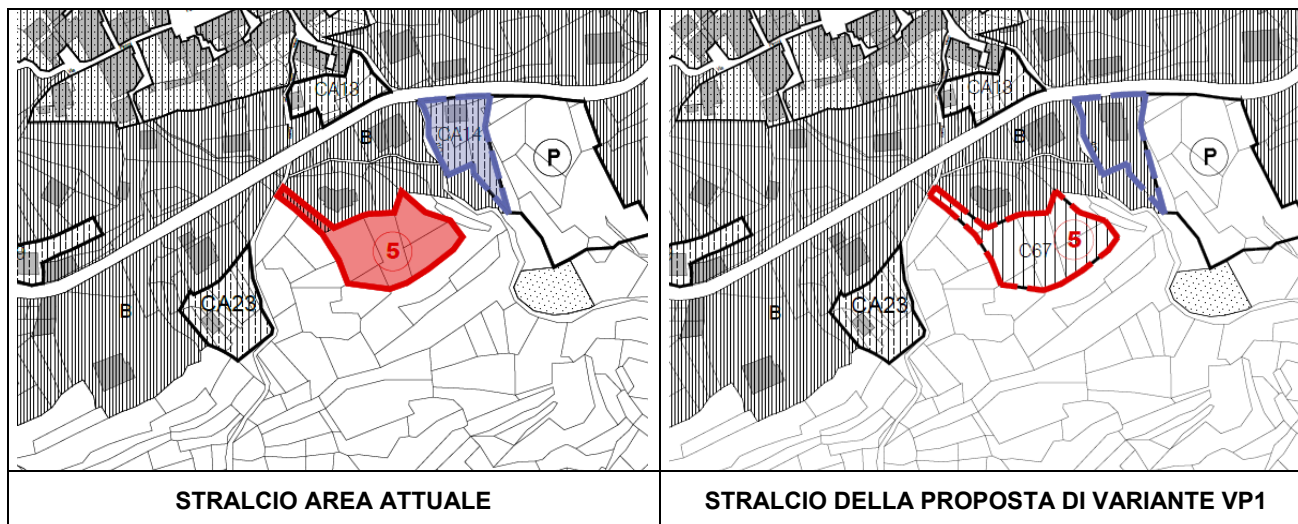 CA13
B
CA14
P
5
CA23
B
STRALCIO AREA ATTUALE
CA13
B
P
C67
5
CA23
B
STRALCIO DELLA PROPOSTA DI VARIANTE VP1